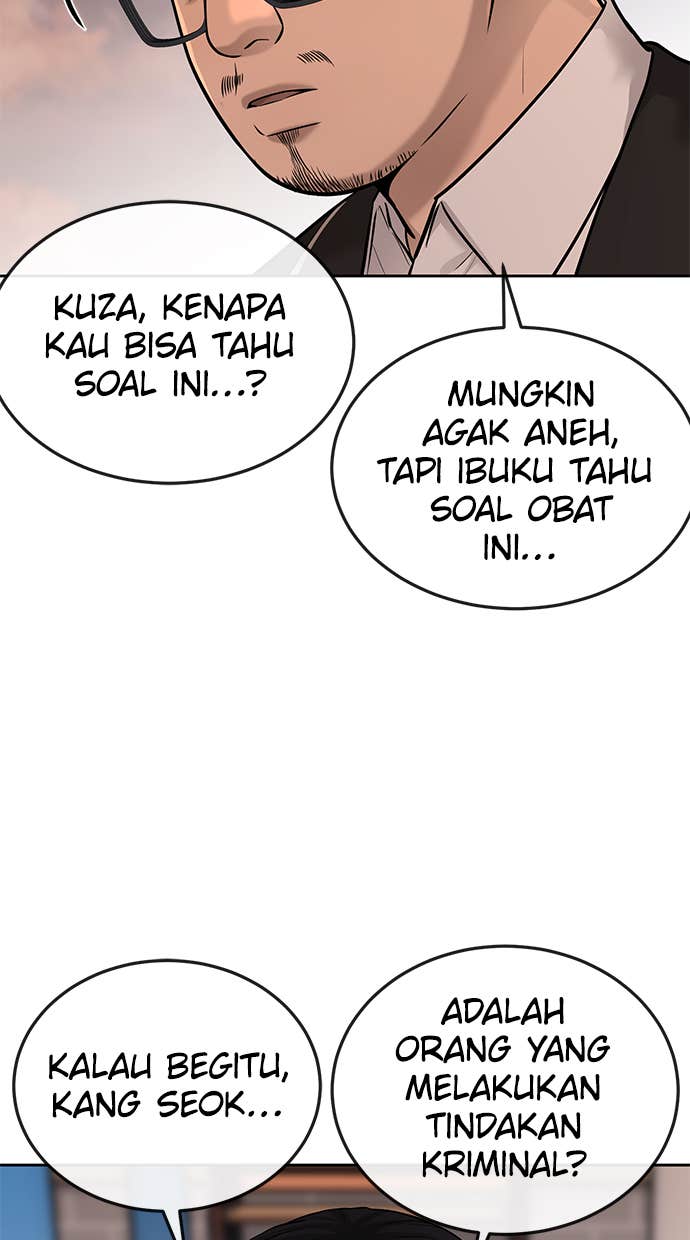 KUZA, KENAPA
KAU BISA TAHU
SOAL INI...?
MUNGKIN
AGAK ANEH,
TAPI IBUKU TAHU
SOAL OBAT
INI...
KALAU BEGITU,
KANG SEOK...
ADALAH
ORANG YANG
MELAKUKAN
TINDAKAN
KRIMINAL?